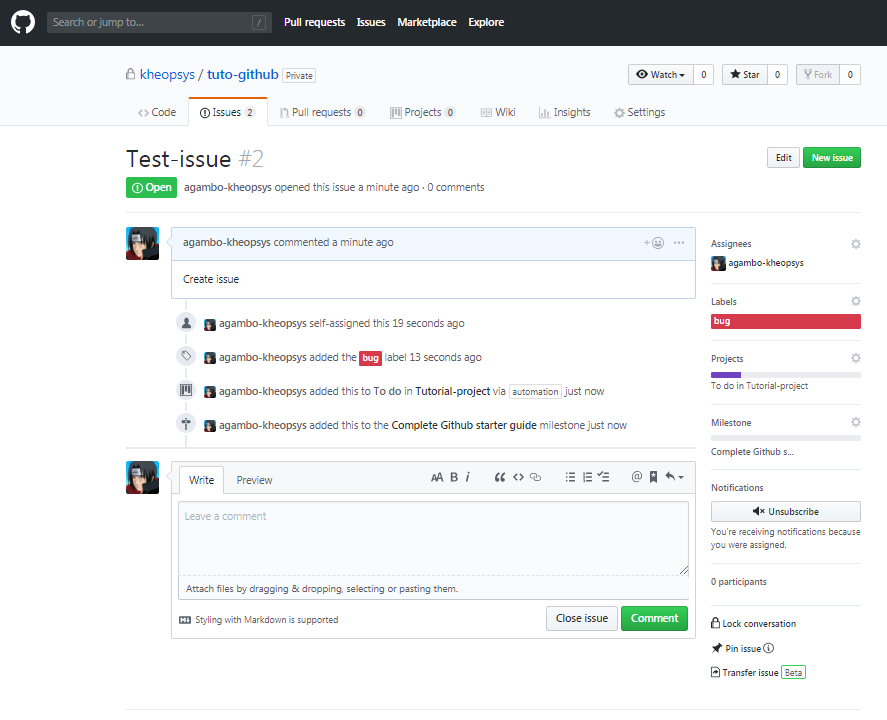 Search or jump to... /
Pull requests Issues Marketplace Explore
kheopsys / tuto-github Private
Watch 0 Star 0 Fork 0
Code Issues 2 Pull requests 0 Projects 0 Wiki Insights Settings
Test-issue #2
Edit New issue
Open agambo-kheopsys opened this issue a minute ago · 0 comments
agambo-kheopsys commented a minute ago
Create issue
agambo-kheopsys self-assigned this 19 seconds ago
agambo-kheopsys added the bug label 13 seconds ago
agambo-kheopsys added this to To do in Tutorial-project via automation just now
agambo-kheopsys added this to the Complete Github starter guide milestone just now
Write Preview
AA B i
Leave a comment
Attach files by dragging & dropping, selecting or pasting them.
Styling with Markdown is supported
Close issue Comment
Assignees
agambo-kheopsys
Labels
bug
Projects
To do in Tutorial-project
Milestone
Complete Github s...
Notifications
Unsubscribe
You're receiving notifications because
you were assigned.
0 participants
Lock conversation
Pin issue
Transfer issue Beta